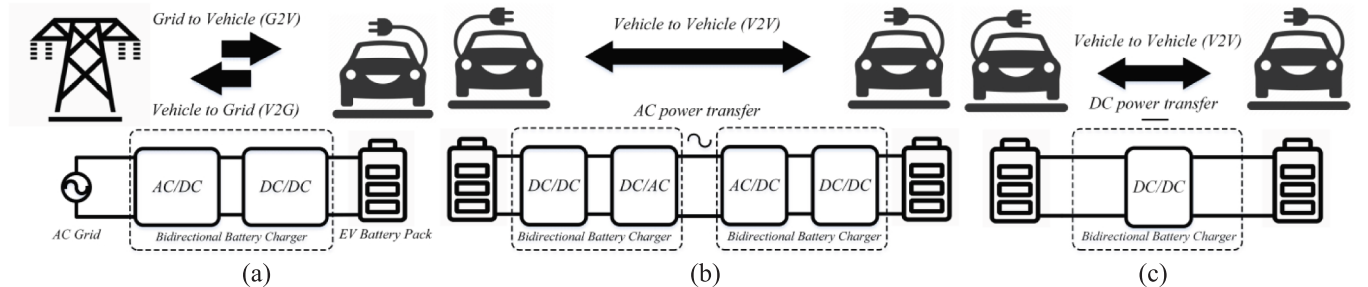 Grid to Vehicle (G2V)
Vehicle to Grid (V2G)
AC/DC
DC/DC
AC Grid
Bidirectional Battery Charger
EV Battery Pack
(a)
Vehicle to Vehicle (V2V)
AC power transfer
DC/DC
DC/AC
AC/DC
DC/DC
Bidirectional Battery Charger
Bidirectional Battery Charger
(b)
Vehicle to Vehicle (V2V)
DC power transfer
DC/DC
Bidirectional Battery Charger
(c)